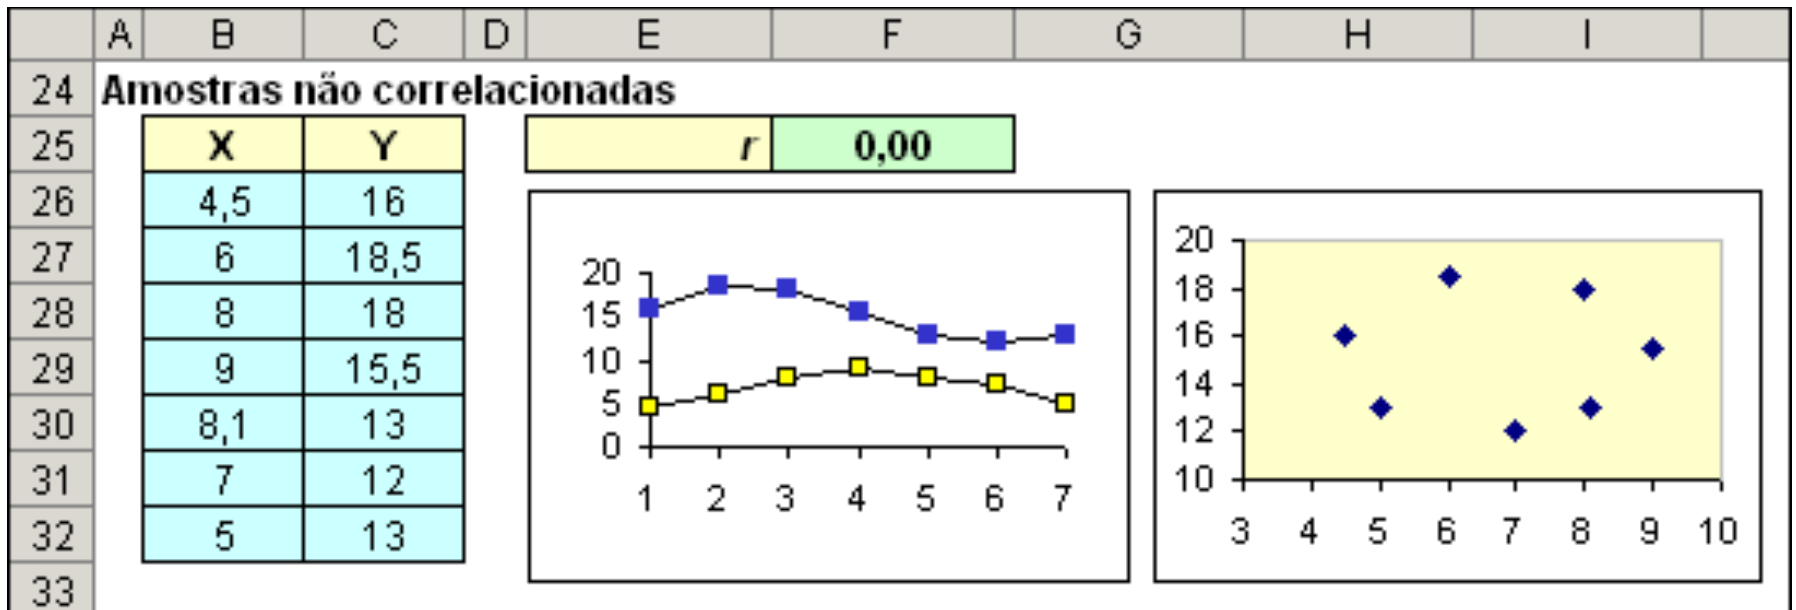 A B C D E F G H I
24 Amostras não correlacionadas
25 X Y r 0,00
26 4,5 16
27 6 18,5
28 8 18
29 9 15,5
30 8,1 13
31 7 12
32 5 13
33
20
15
10
5
0
1 2 3 4 5 6 7
20
18
16
14
12
10
3 4 5 6 7 8 9 10